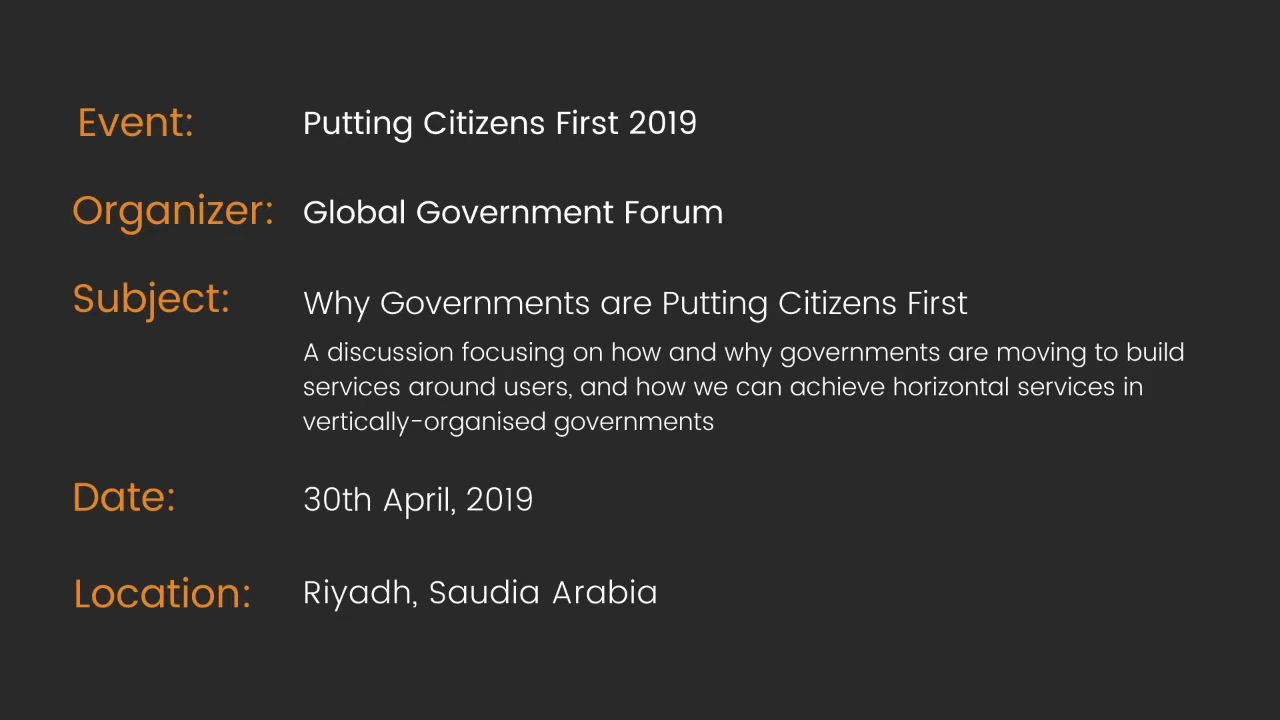 Event: Putting Citizens First 2019
Organizer: Global Government Forum
Subject: Why Governments are Putting Citizens First
A discussion focusing on how and why governments are moving to build
services around users, and how we can achieve horizontal services in
vertically-organised governments
Date: 30th April, 2019
Location: Riyadh, Saudia Arabia